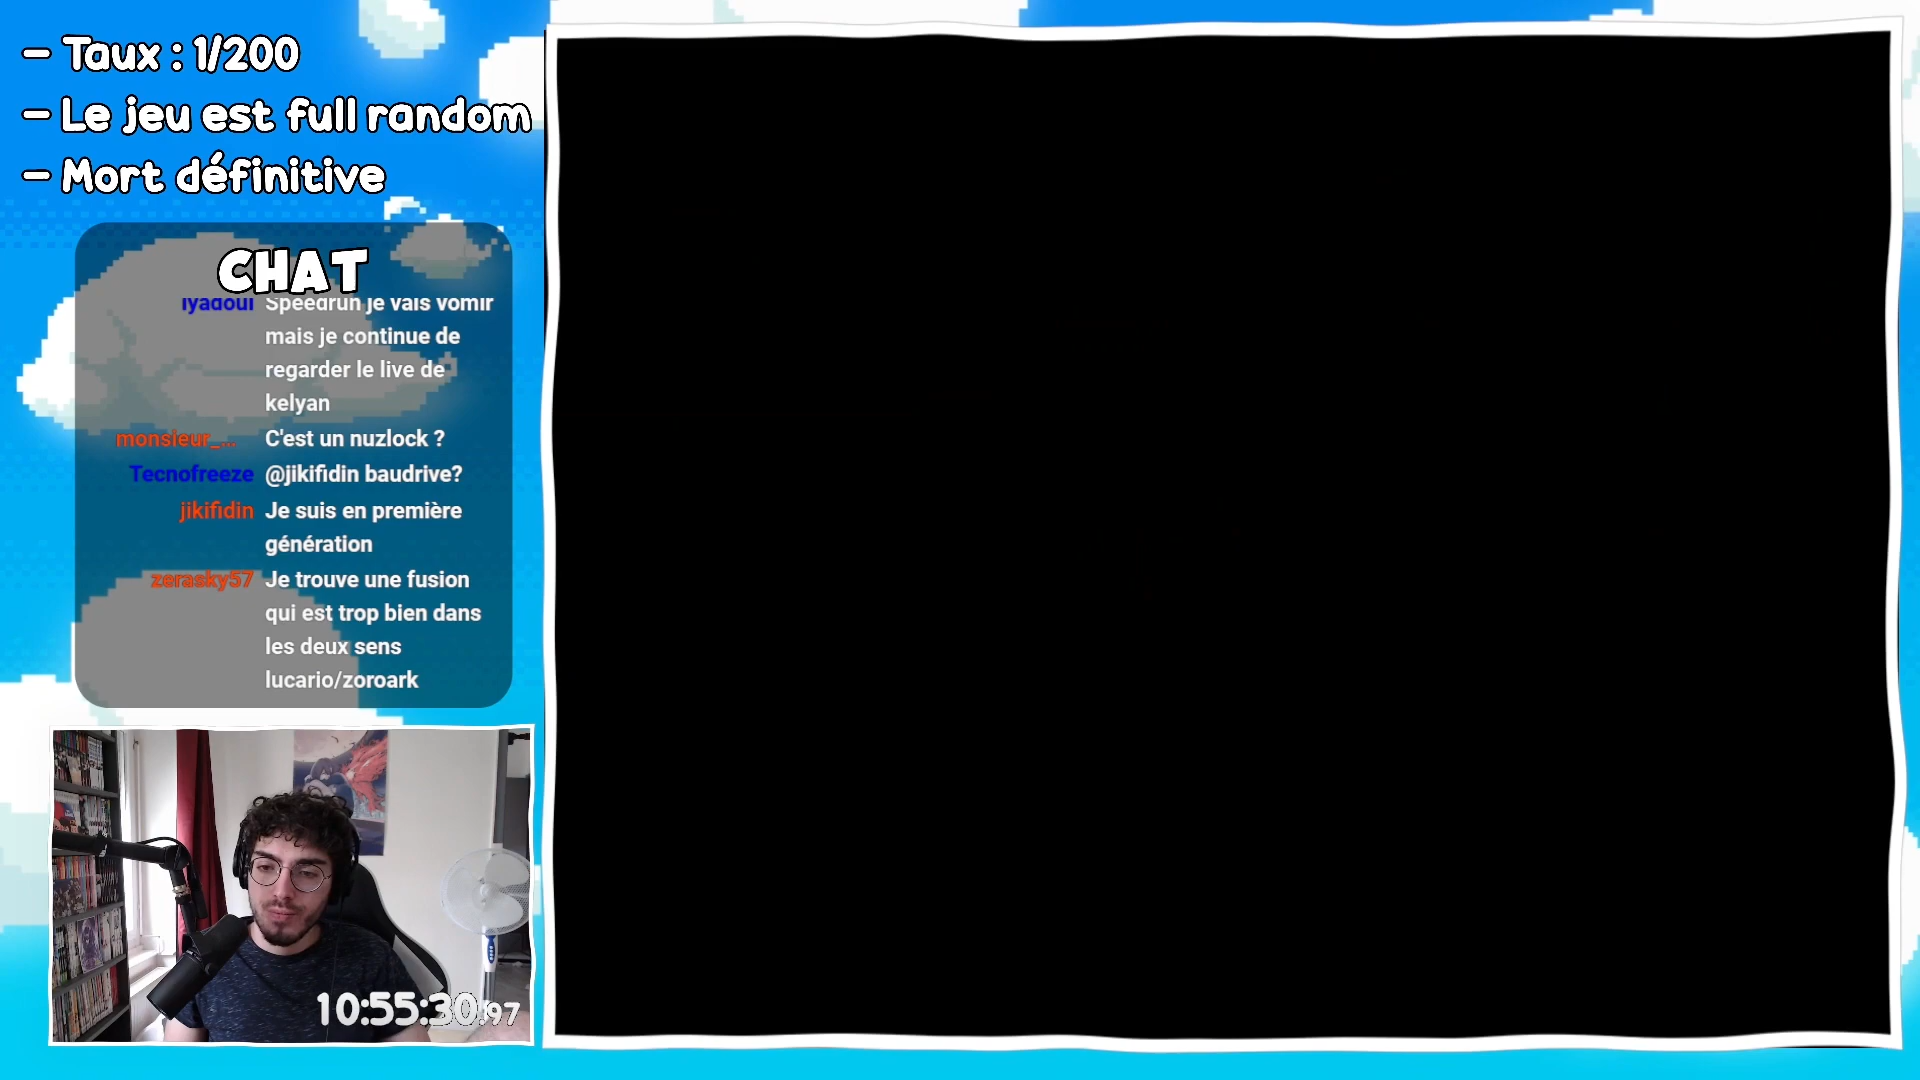 - Taux : 1/200
- Le jeu est full random
- Mort définitive
CHAT
iyadoui Speedrun je vais vomir
mais je continue de
regarder le live de
kelyan
monsieur_... C'est un nuzlock ?
Tecnofreeze @jikifidin baudrive?
jikifidin Je suis en première
génération
zerasky57 Je trouve une fusion
qui est trop bien dans
les deux sens
lucario/zoroark
10:55:30.97